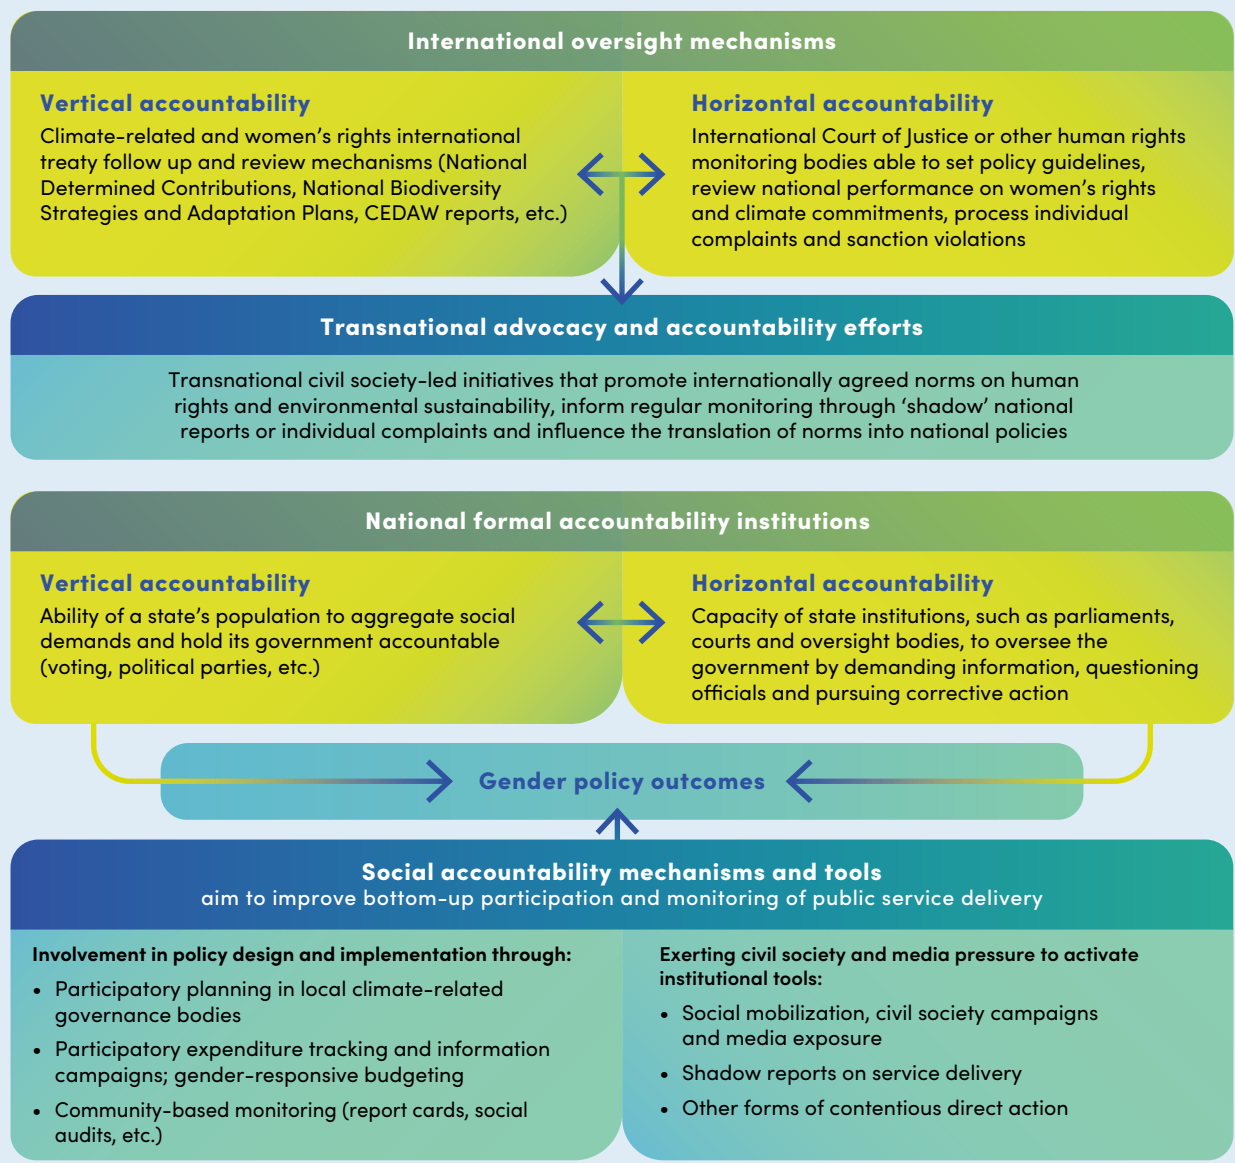 International oversight mechanisms
Vertical accountability
Climate-related and women's rights international
treaty follow up and review mechanisms (National
Determined Contributions, National Biodiversity
Strategies and Adaptation Plans, CEDAW reports, etc.)
Horizontal accountability
International Court of Justice or other human rights
monitoring bodies able to set policy guidelines,
review national performance on women's rights
and climate commitments, process individual
complaints and sanction violations
Transnational advocacy and accountability efforts
Transnational civil society-led initiatives that promote internationally agreed norms on human
rights and environmental sustainability, inform regular monitoring through 'shadow' national
reports or individual complaints and influence the translation of norms into national policies
National formal accountability institutions
Vertical accountability
Ability of a state's population to aggregate social
demands and hold its government accountable
(voting, political parties, etc.)
Horizontal accountability
Capacity of state institutions, such as parliaments,
courts and oversight bodies, to oversee the
government by demanding information, questioning
officials and pursuing corrective action
Gender policy outcomes
Social accountability mechanisms and tools
aim to improve bottom-up participation and monitoring of public service delivery
Involvement in policy design and implementation through:
• Participatory planning in local climate-related
governance bodies
• Participatory expenditure tracking and information
campaigns; gender-responsive budgeting
• Community-based monitoring (report cards, social
audits, etc.)
Exerting civil society and media pressure to activate
institutional tools:
• Social mobilization, civil society campaigns
and media exposure
• Shadow reports on service delivery
• Other forms of contentious direct action